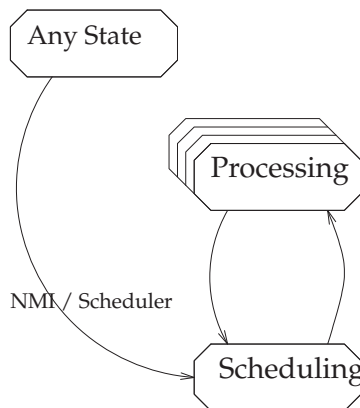 Any State
Processing
NMI / Scheduler
Scheduling